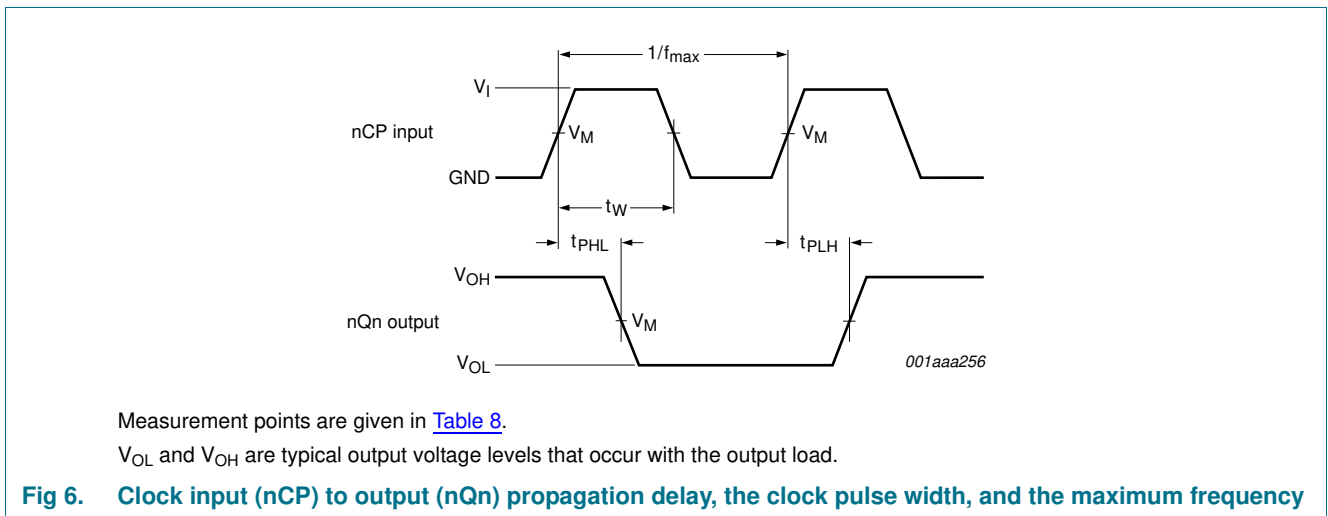 1/fmax
VI
nCP input
VM
VM
GND
tW
tPHL
tPLH
VOH
nQn output
VM
VOL
001aaa256
Measurement points are given in Table 8.
VOL and VOH are typical output voltage levels that occur with the output load.
Fig 6. Clock input (nCP) to output (nQn) propagation delay, the clock pulse width, and the maximum frequency